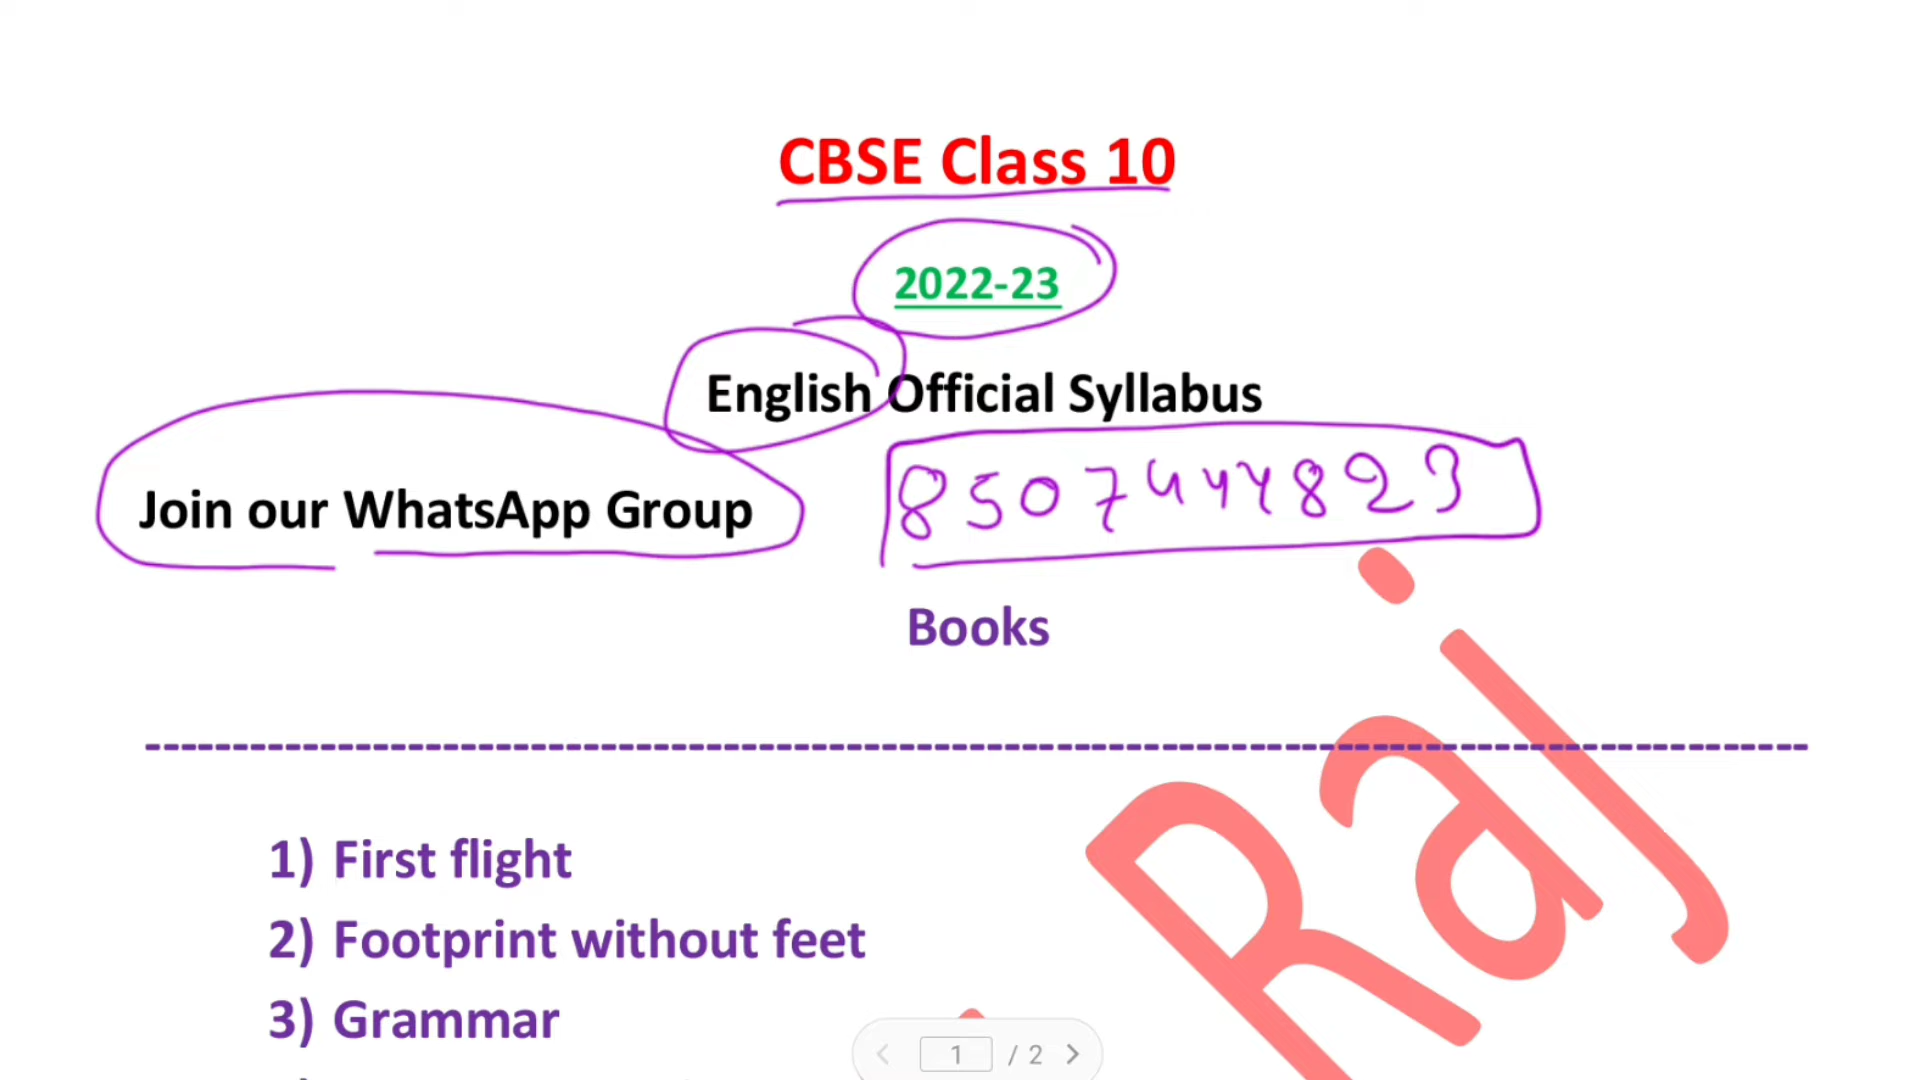 CBSE Class 10
2022-23
English Official Syllabus
Join our WhatsApp Group 8507444823
Books
--------------------
1) First flight
2) Footprint without feet
3) Grammar
Raj
1 / 2